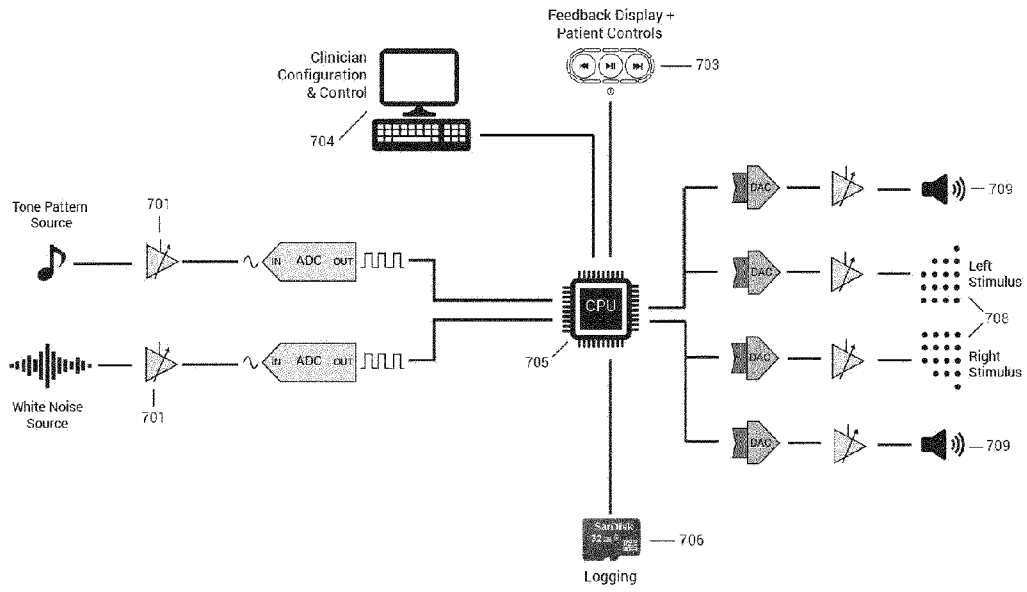 Feedback Display +
Patient Controls
703
Clinician
Configuration
& Control
704
Tone Pattern
Source
701
IN ADC OUT
White Noise
Source
701
IN ADC OUT
CPU
705
DAC
709
DAC
Left
Stimulus
708
DAC
Right
Stimulus
DAC
709
SanDisk
706
Logging